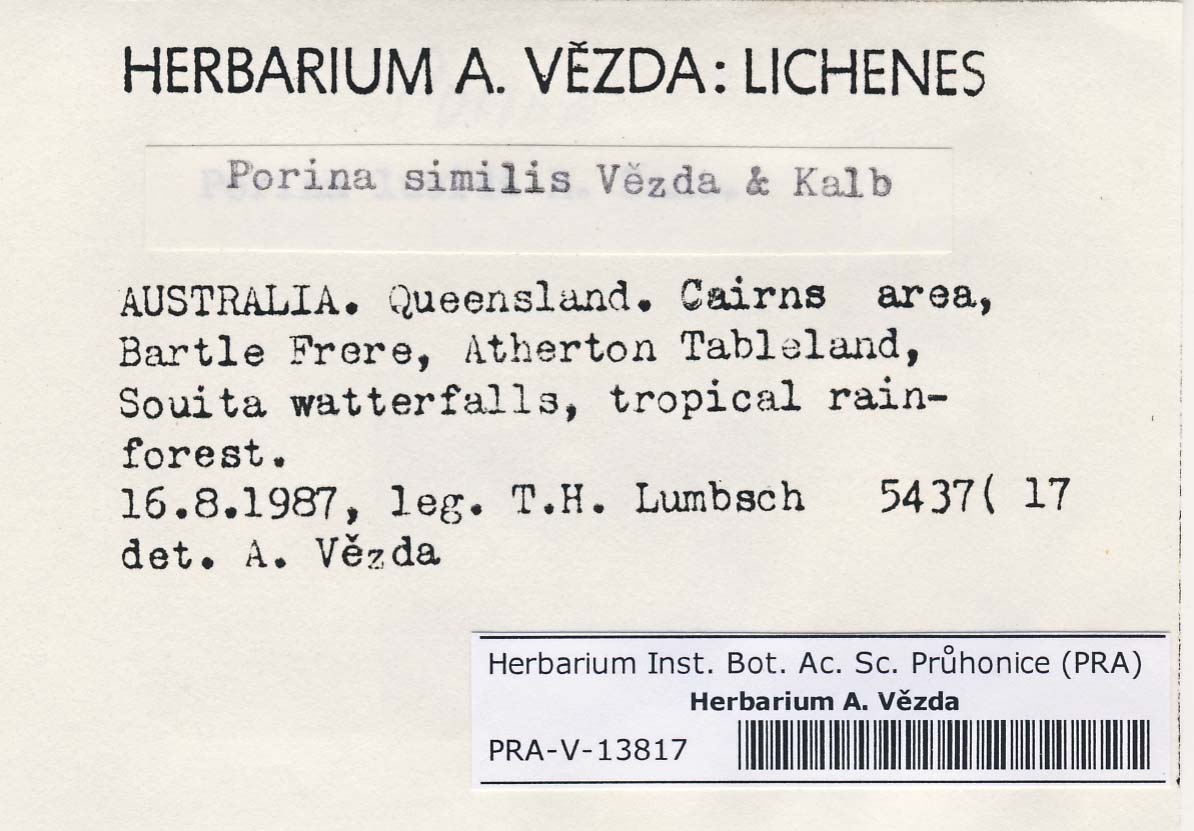 HERBARIUM A. VĚZDA: LICHENES
Porina similis Vězda & Kalb
AUSTRALIA. Queensland. Cairns area,
Bartle Frere, Atherton Tableland,
Souita watterfalls, tropical rain-
forest.
16.8.1987, leg. T.H. Lumbsch 5437( 17
det. A. Vězda
Herbarium Inst. Bot. Ac. Sc. Průhonice (PRA)
Herbarium A. Vězda
PRA-V-13817